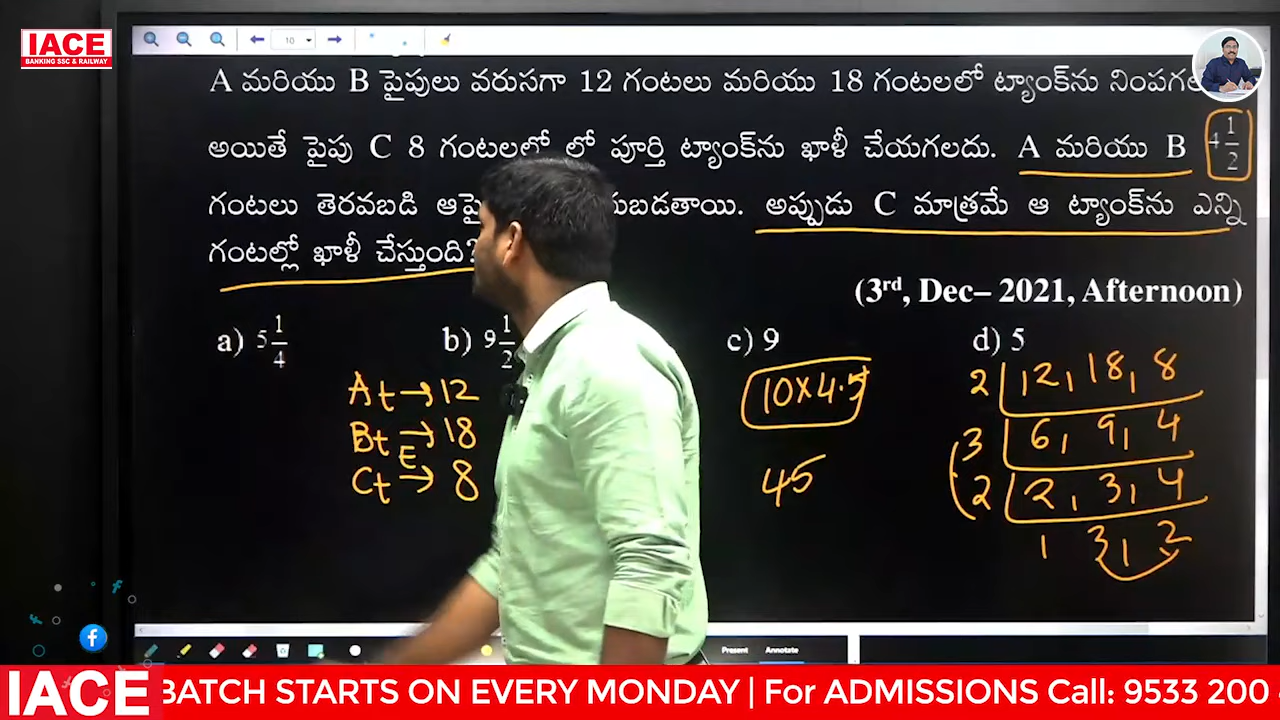 IACE
BANKING SSC & RAILWAY
10
A మరియు B పైపులు వరుసగా 12 గంటలు మరియు 18 గంటలలో ట్యాంక్‌ను
అయితే పైపు C 8 గంటలలో లో పూర్తి ట్యాంక్‌ను ఖాళీ చేయగలదు. A మరియు B 4 1/2
గంటలు తెరవబడి అప్పుడు C మాత్రమే ఆ ట్యాంక్‌ను ఎన్ని
గంటల్లో ఖాళీ చేస్తుంది?
(3rd, Dec– 2021, Afternoon)
a) 5 1/4 b) 9 1/2 c) 9 d) 5
At → 12
Bt → 18
Ct E→ 8
10×4.5
45
2 | 12, 18, 8
3 | 6, 9, 4
2 | 2, 3, 4
1 3, 2
Present Annotate
IACE BATCH STARTS ON EVERY MONDAY | For ADMISSIONS Call: 9533 200